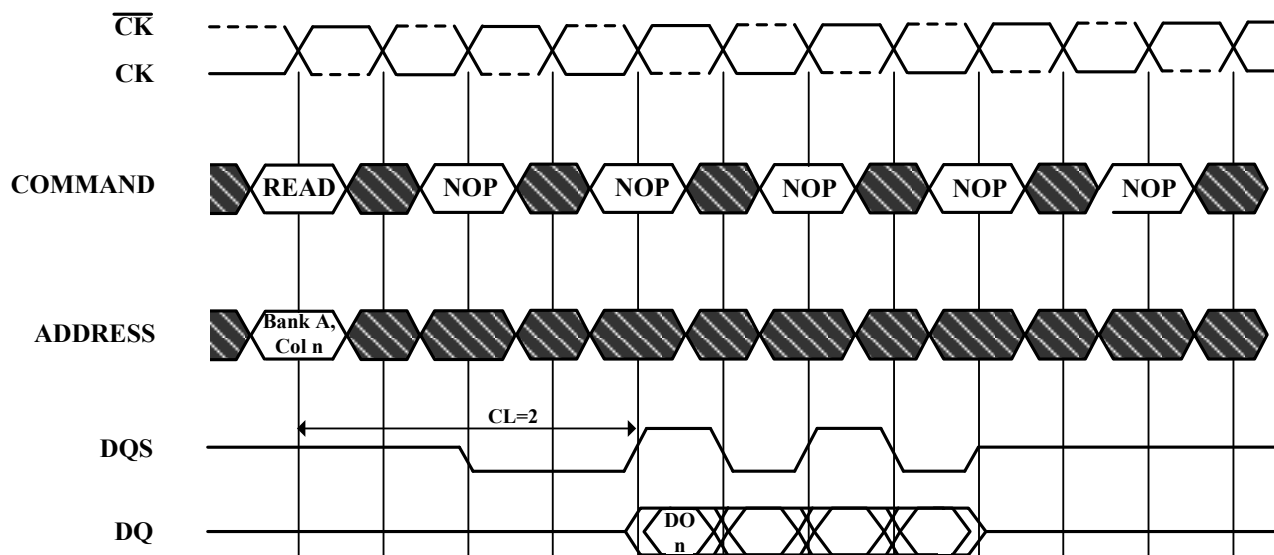 CK
CK
COMMAND READ NOP NOP NOP NOP NOP
ADDRESS Bank A,
Col n
CL=2
DQS
DQ DO
n